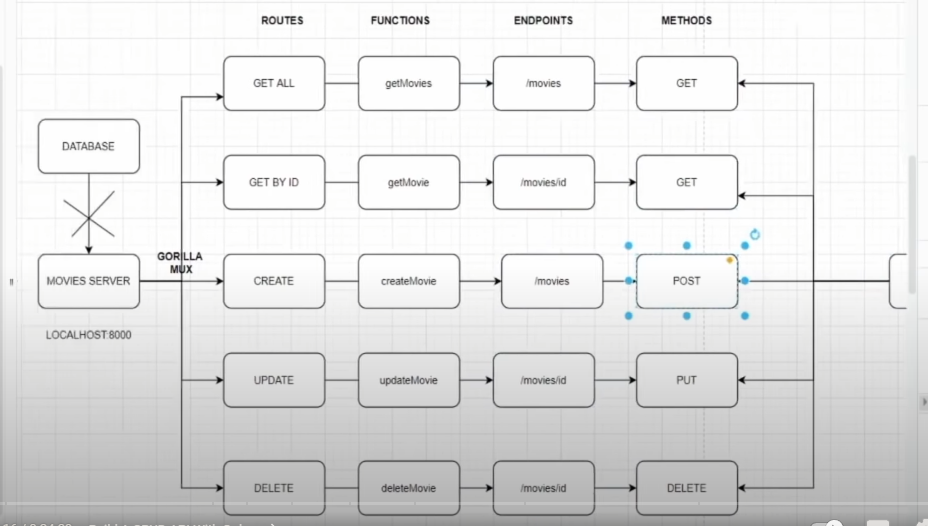 ROUTES FUNCTIONS ENDPOINTS METHODS
GET ALL getMovies /movies GET
DATABASE
GET BY ID getMovie /movies/id GET
GORILLA
MUX
MOVIES SERVER CREATE createMovie /movies POST
LOCALHOST:8000
UPDATE updateMovie /movies/id PUT
DELETE deleteMovie /movies/id DELETE